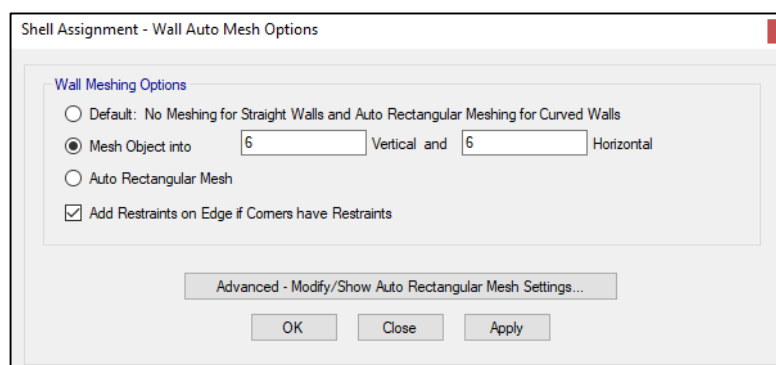 Shell Assignment - Wall Auto Mesh Options
Wall Meshing Options
Default: No Meshing for Straight Walls and Auto Rectangular Meshing for Curved Walls
Mesh Object into 6 Vertical and 6 Horizontal
Auto Rectangular Mesh
Add Restraints on Edge if Corners have Restraints
Advanced - Modify/Show Auto Rectangular Mesh Settings...
OK Close Apply